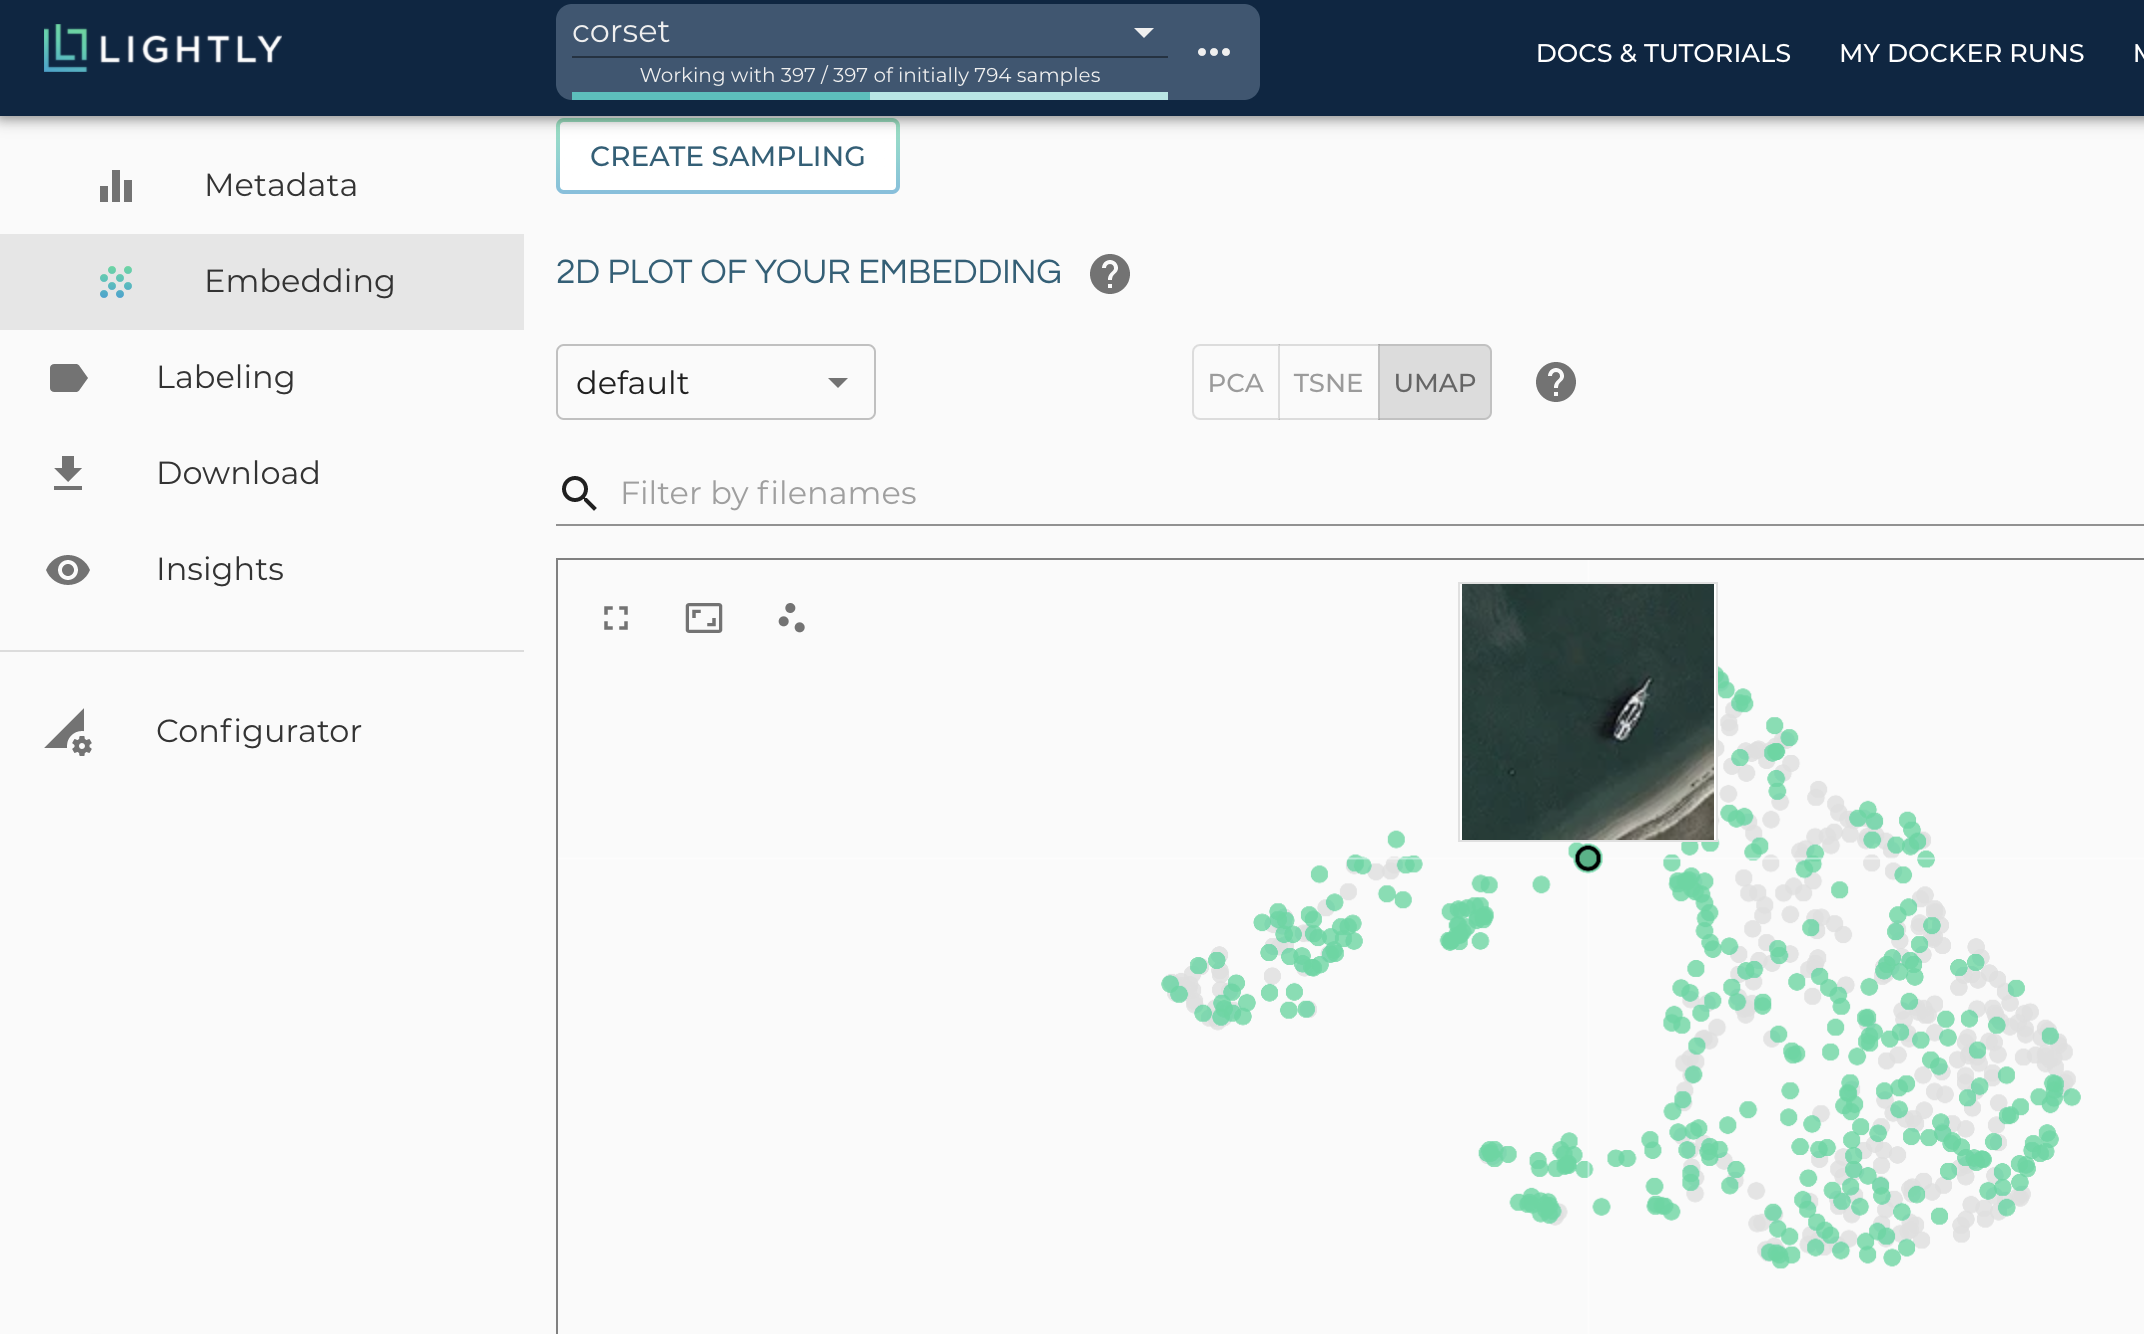 LIGHTLY
corset
Working with 397 / 397 of initially 794 samples
DOCS & TUTORIALS
MY DOCKER RUNS
CREATE SAMPLING
Metadata
Embedding
Labeling
Download
Insights
Configurator
2D PLOT OF YOUR EMBEDDING
default
PCA
TSNE
UMAP
Filter by filenames